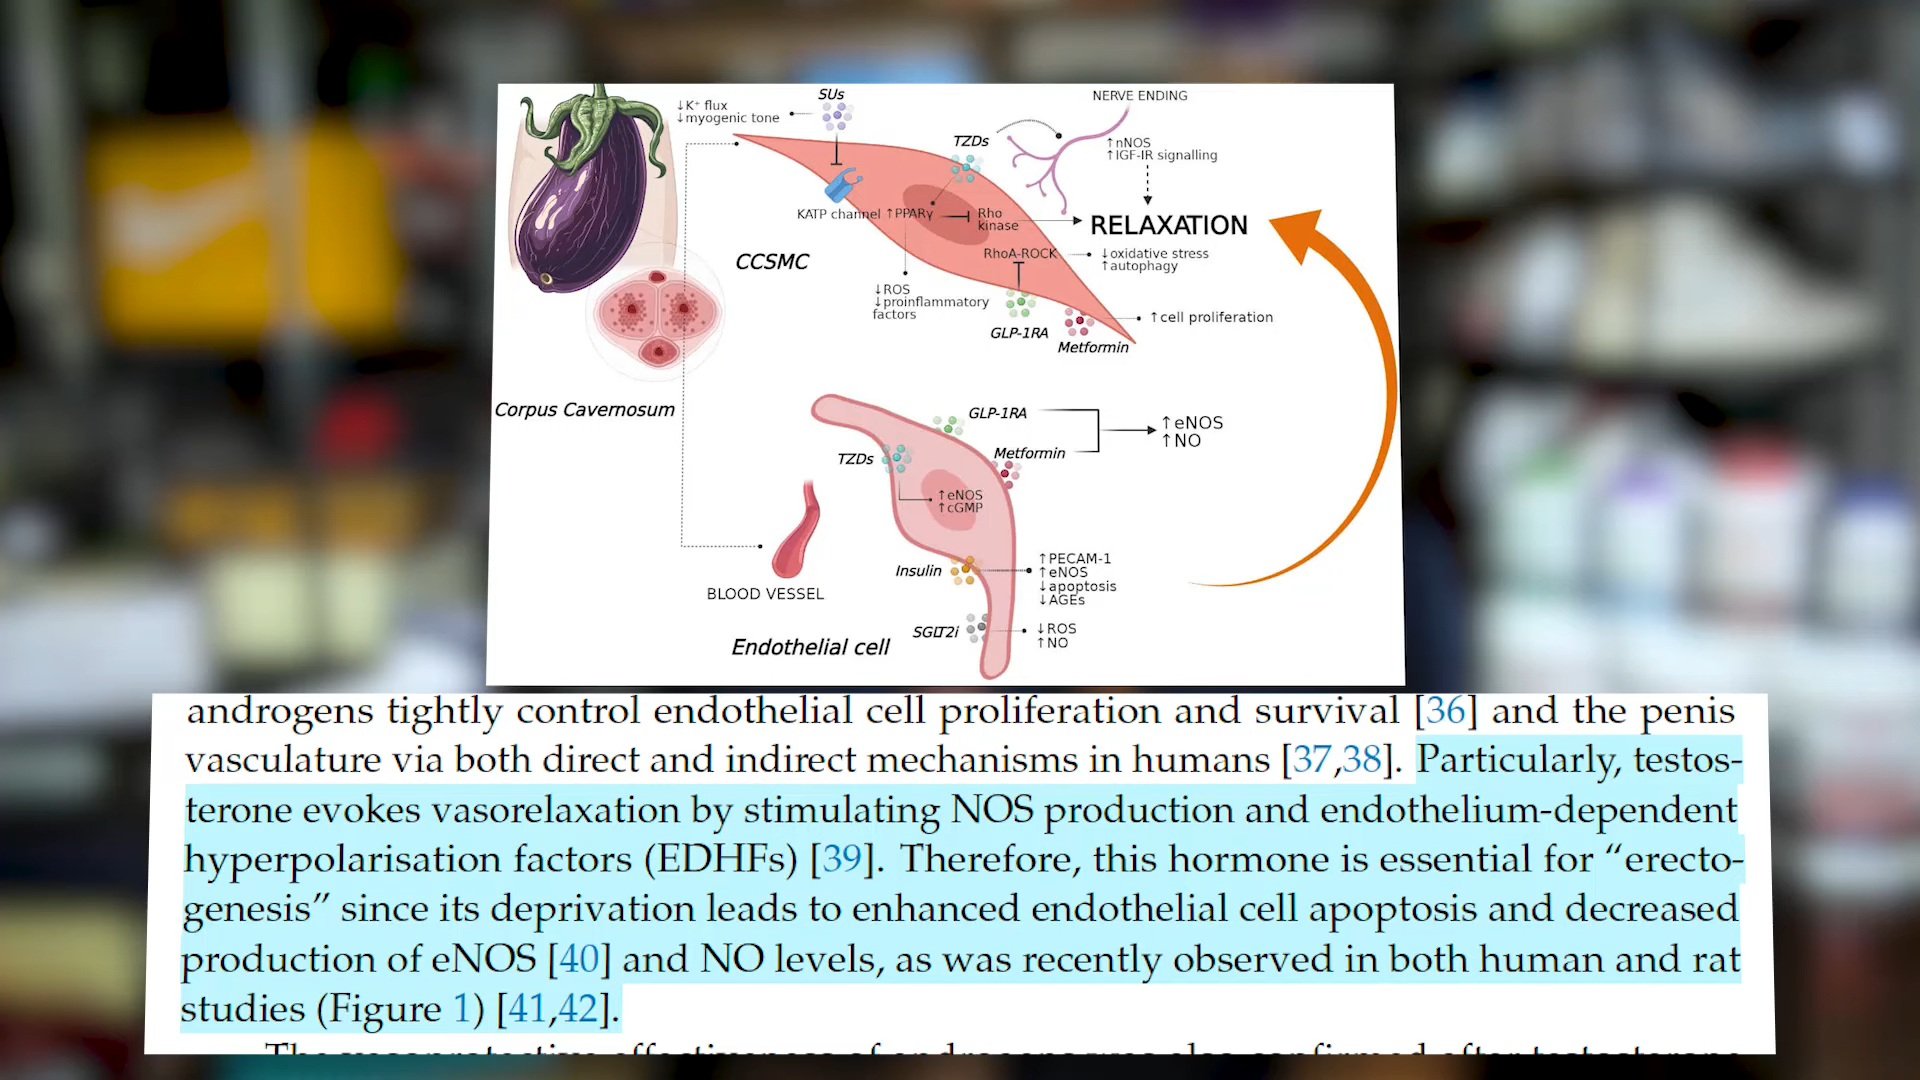 SUs
NERVE ENDING
↓K⁺ flux
↓myogenic tone
TZDs
↑nNOS
↑IGF-IR signalling
KATP channel
↑PPARγ
Rho
kinase
RELAXATION
RhoA-ROCK
↓oxidative stress
↑autophagy
CCSMC
↓ROS
↓proinflammatory
factors
GLP-1RA
Metformin
↑cell proliferation
Corpus Cavernosum
GLP-1RA
↑eNOS
↑NO
TZDs
Metformin
↑eNOS
↑cGMP
Insulin
↑PECAM-1
↑eNOS
↓apoptosis
↓AGEs
BLOOD VESSEL
SGLT2i
↓ROS
↑NO
Endothelial cell
androgens tightly control endothelial cell proliferation and survival [36] and the penis
vasculature via both direct and indirect mechanisms in humans [37,38]. Particularly, testos-
terone evokes vasorelaxation by stimulating NOS production and endothelium-dependent
hyperpolarisation factors (EDHFs) [39]. Therefore, this hormone is essential for “erecto-
genesis” since its deprivation leads to enhanced endothelial cell apoptosis and decreased
production of eNOS [40] and NO levels, as was recently observed in both human and rat
studies (Figure 1) [41,42].